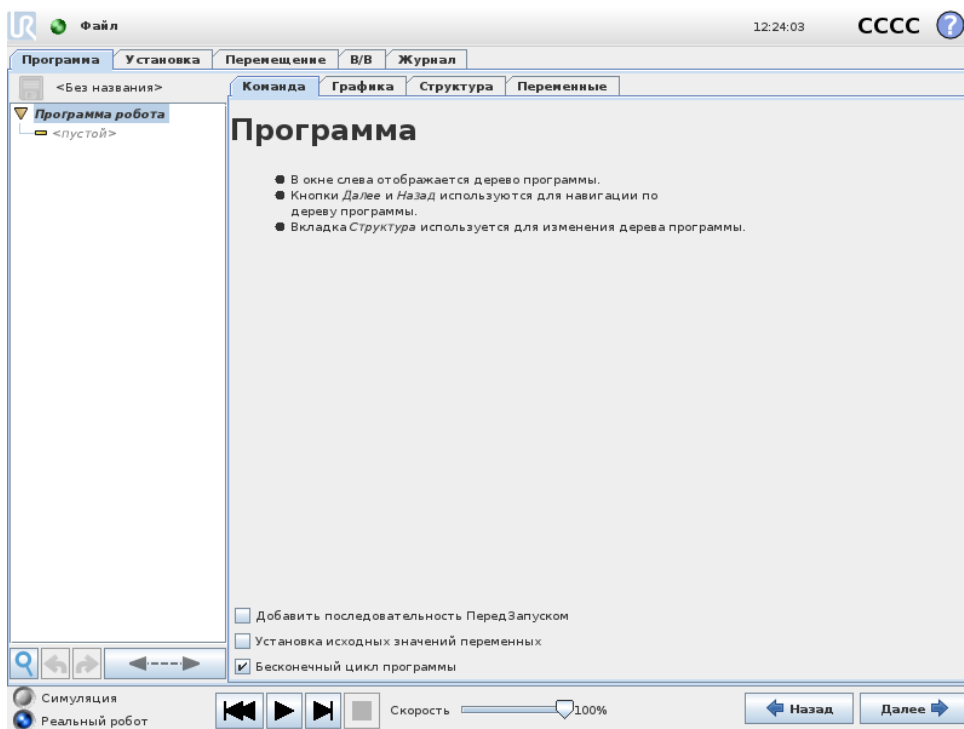 UR Файл 12:24:03 CCCC ?
Программа Установка Перемещение В/В Журнал
<Без названия> Команда Графика Структура Переменные
Программа робота
<пустой>
Программа
В окне слева отображается дерево программы.
Кнопки Далее и Назад используются для навигации по
дереву программы.
Вкладка Структура используется для изменения дерева программы.
Добавить последовательность ПередЗапуском
Установка исходных значений переменных
Бесконечный цикл программы
Симуляция
Реальный робот
Скорость 100%
Назад Далее